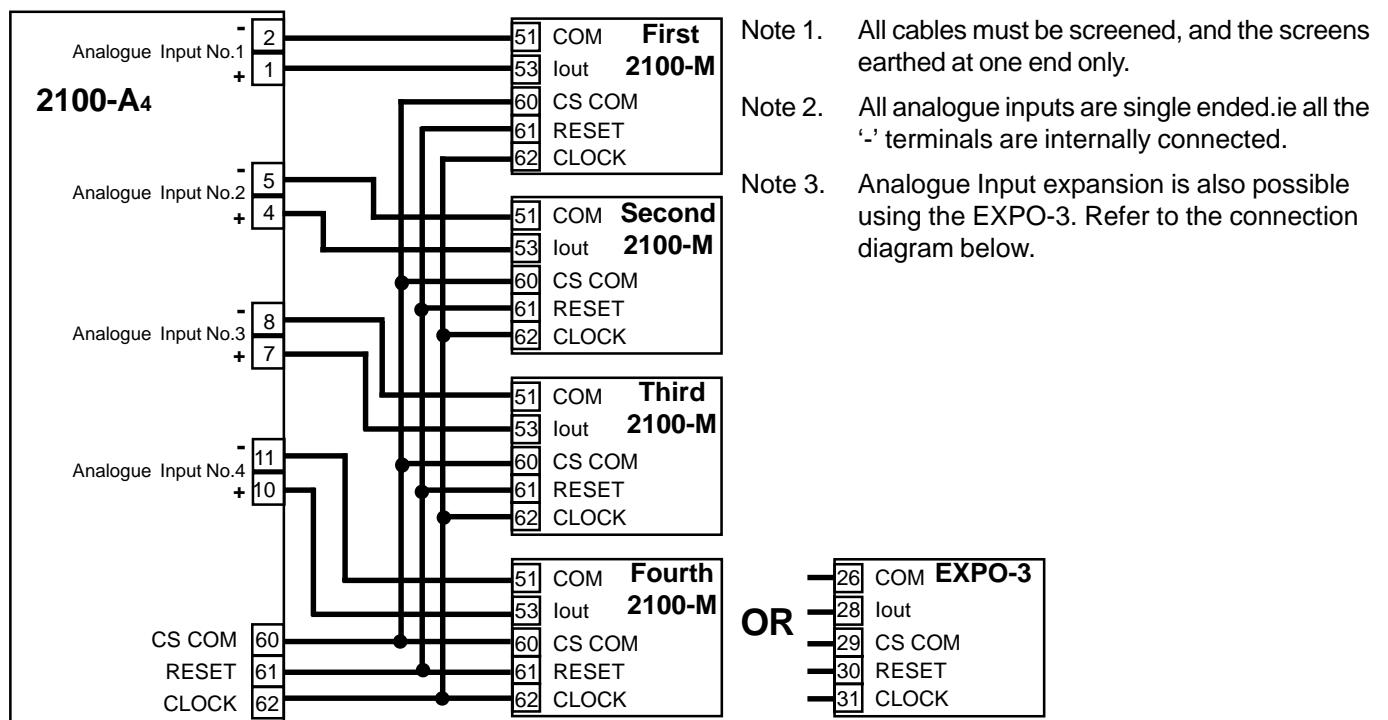 2100-A4
- 2
Analogue Input No.1
+ 1
- 5
Analogue Input No.2
+ 4
- 8
Analogue Input No.3
+ 7
- 11
Analogue Input No.4
+ 10
CS COM 60
RESET 61
CLOCK 62
51 COM First
53 Iout 2100-M
60 CS COM
61 RESET
62 CLOCK
51 COM Second
53 Iout 2100-M
60 CS COM
61 RESET
62 CLOCK
51 COM Third
53 Iout 2100-M
60 CS COM
61 RESET
62 CLOCK
51 COM Fourth
53 Iout 2100-M
60 CS COM
61 RESET
62 CLOCK
OR
26 COM EXPO-3
28 Iout
29 CS COM
30 RESET
31 CLOCK
Note 1. All cables must be screened, and the screens
earthed at one end only.
Note 2. All analogue inputs are single ended.ie all the
‘-’ terminals are internally connected.
Note 3. Analogue Input expansion is also possible
using the EXPO-3. Refer to the connection
diagram below.